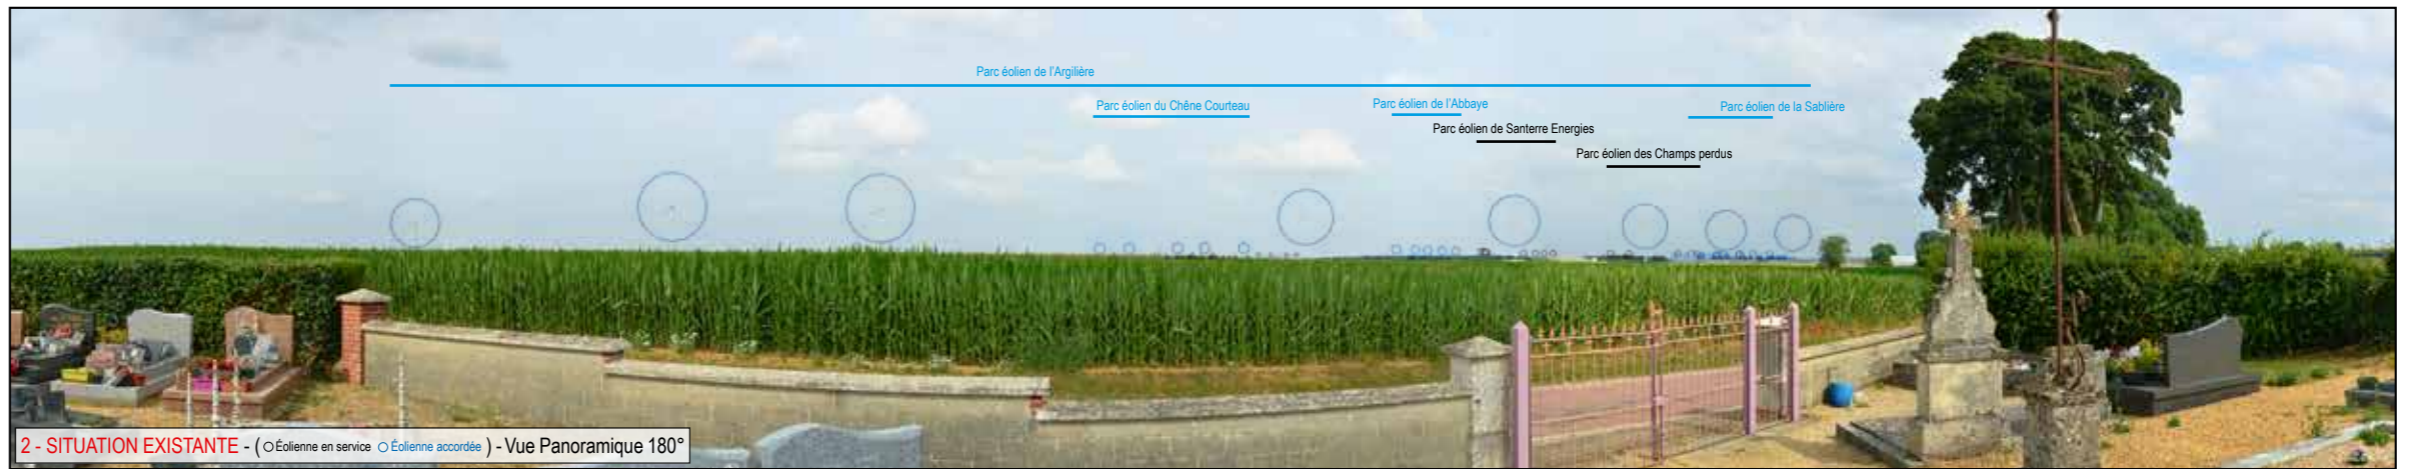 Parc éolien de l'Argilière
Parc éolien du Chêne Courteau
Parc éolien de l'Abbaye
Parc éolien de la Sablière
Parc éolien de Santerre Energies
Parc éolien des Champs perdus
2 - SITUATION EXISTANTE - ( Éolienne en service Éolienne accordée ) - Vue Panoramique 180°